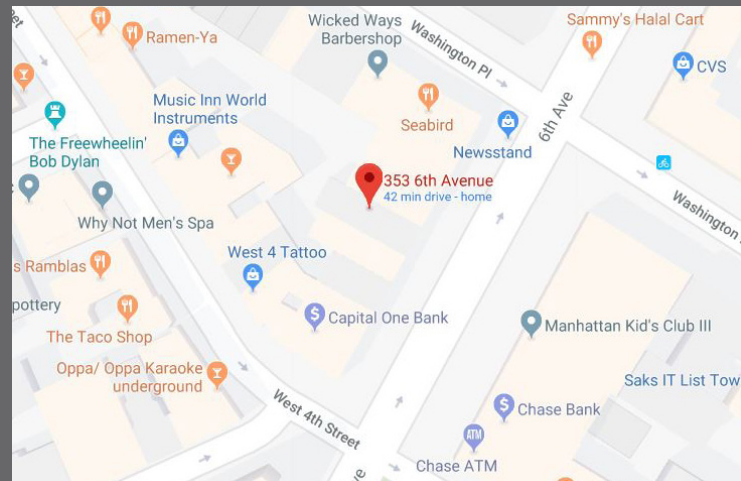 Wicked Ways
Barbershop
Sammy's Halal Cart
Ramen-Ya
Washington Pl
CVS
Music Inn World
Instruments
Seabird
6th Ave
Newsstand
The Freewheelin'
Bob Dylan
353 6th Avenue
42 min drive - home
Why Not Men's Spa
Washington
West 4 Tattoo
s Ramblas
pottery
Capital One Bank
Manhattan Kid's Club III
The Taco Shop
Oppa/ Oppa Karaoke
underground
Saks IT List Tow
Chase Bank
West 4th Street
ATM
Chase ATM